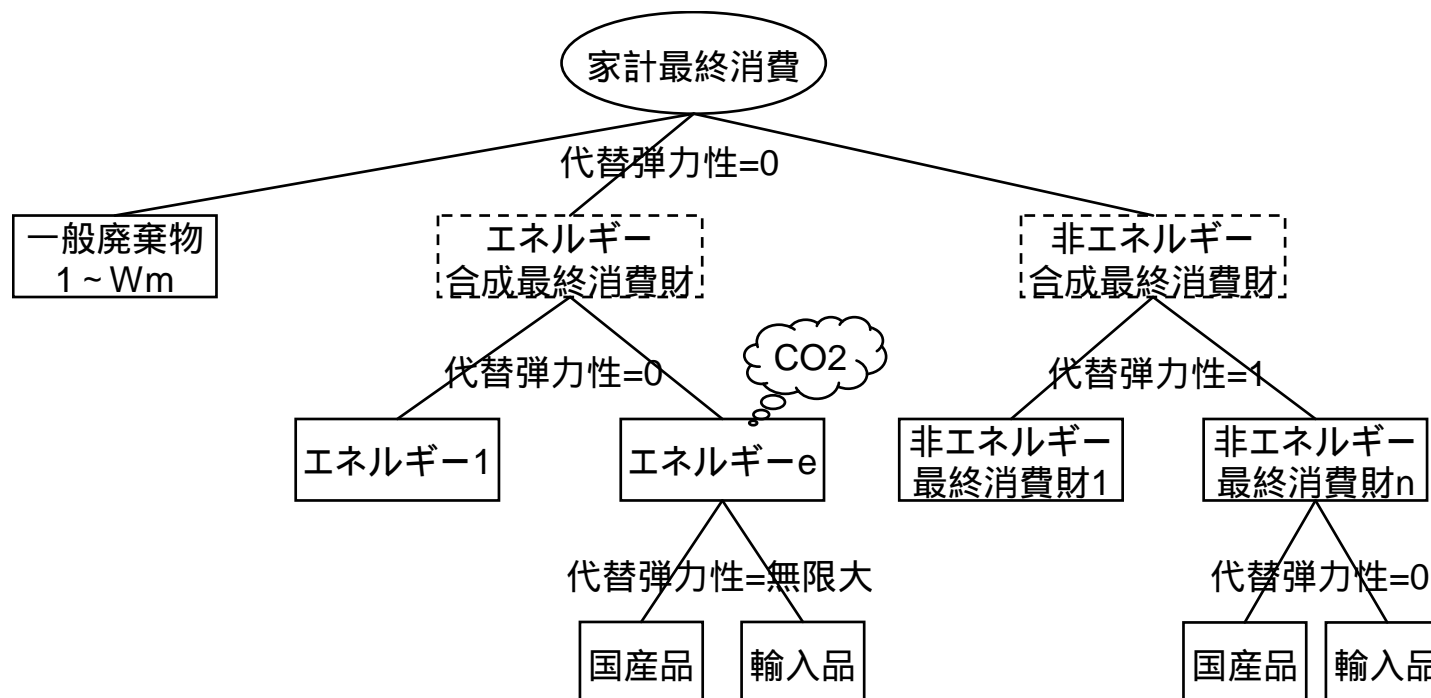 家計最終消費
代替弾力性=0
一般廃棄物
1～Wm
エネルギー
合成最終消費財
非エネルギー
合成最終消費財
CO2
代替弾力性=0
代替弾力性=1
エネルギー1
エネルギーe
非エネルギー
最終消費財1
非エネルギー
最終消費財n
代替弾力性=無限大
代替弾力性=0
国産品
輸入品
国産品
輸入品